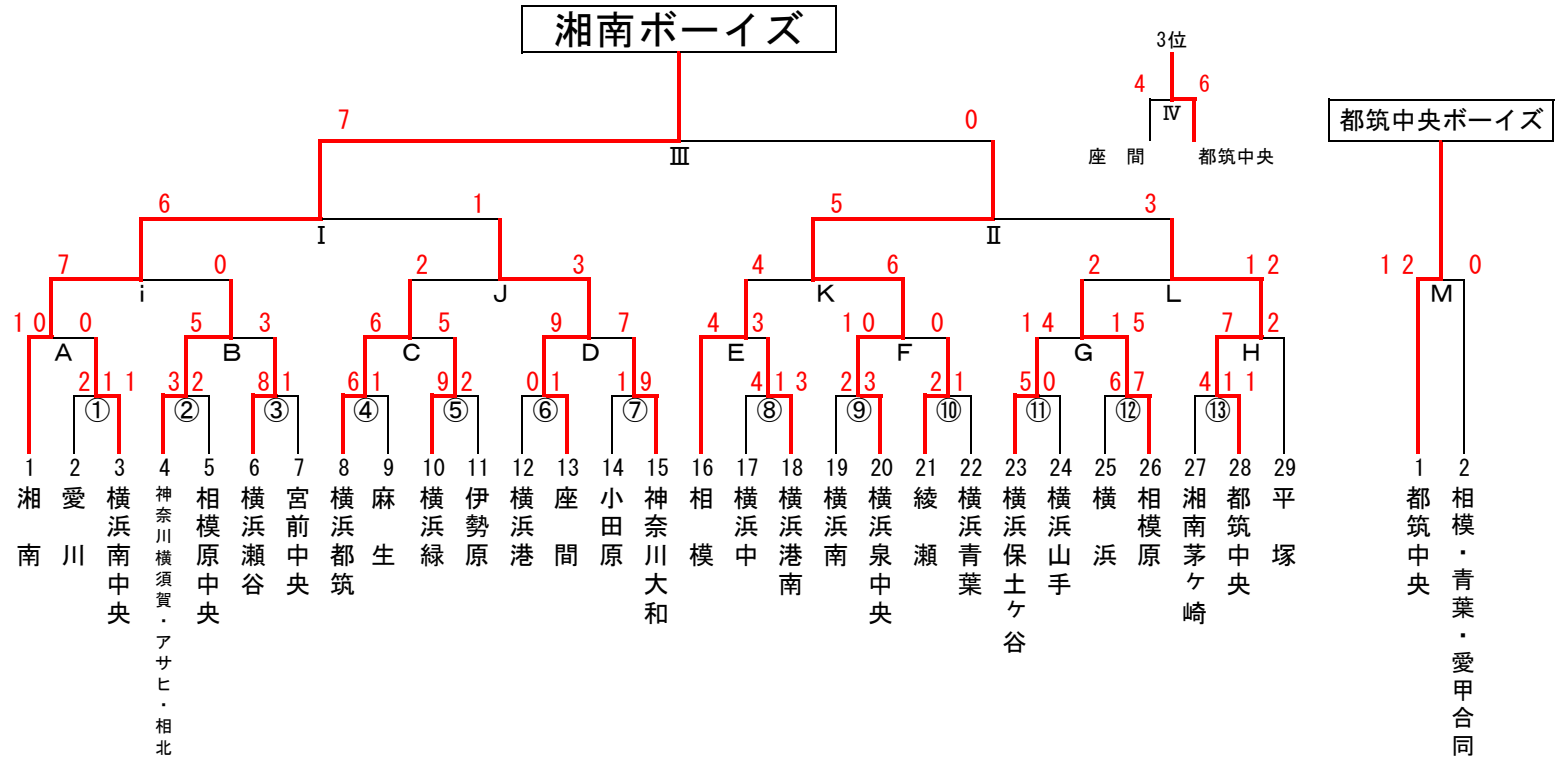 湘南ボーイズ
3位
4 6
Ⅳ
座間 都筑中央
都筑中央ボーイズ
7 0
Ⅲ
6 1 5 3
Ⅰ Ⅱ
7 0 2 3 4 6 2 12 12 0
i J K L M
10 0 5 3 6 5 9 7 4 3 10 0 14 15 7 2
A B C D E F G H
2 11 3 2 8 1 6 1 9 2 0 1 1 9 4 13 2 3 2 1 5 0 6 7 4 11
① ② ③ ④ ⑤ ⑥ ⑦ ⑧ ⑨ ⑩ ⑪ ⑫ ⑬
1 2 3 4 5 6 7 8 9 10 11 12 13 14 15 16 17 18 19 20 21 22 23 24 25 26 27 28 29 1 2
湘南
愛川
横浜南中央
神奈川横須賀・アサヒ・相北
相模原中央
横浜瀬谷
宮前中央
横浜都筑
麻生
横浜緑
伊勢原
横浜港
座間
小田原
神奈川大和
相模
横浜中
横浜港南
横浜南
横浜泉中央
綾瀬
横浜青葉
横浜保土ケ谷
横浜山手
横浜
相模原
湘南茅ケ崎
都筑中央
平塚
都筑中央
相模・青葉・愛甲合同